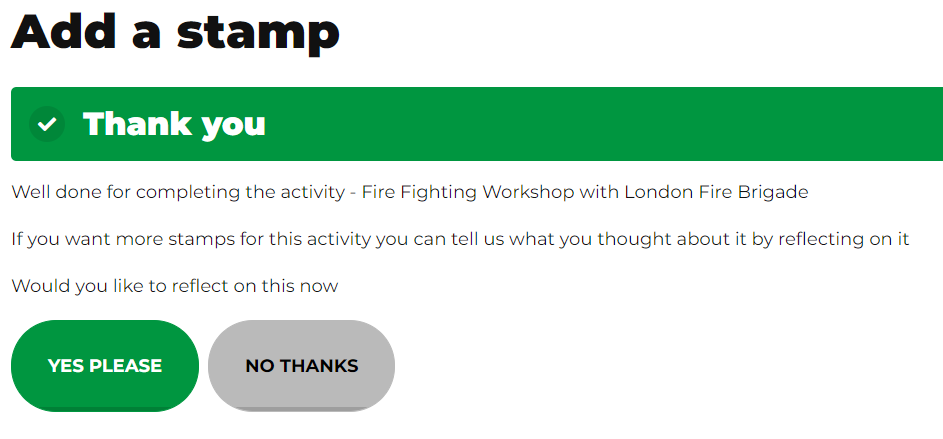 Add a stamp
Thank you
Well done for completing the activity - Fire Fighting Workshop with London Fire Brigade
If you want more stamps for this activity you can tell us what you thought about it by reflecting on it
Would you like to reflect on this now
YES PLEASE
NO THANKS